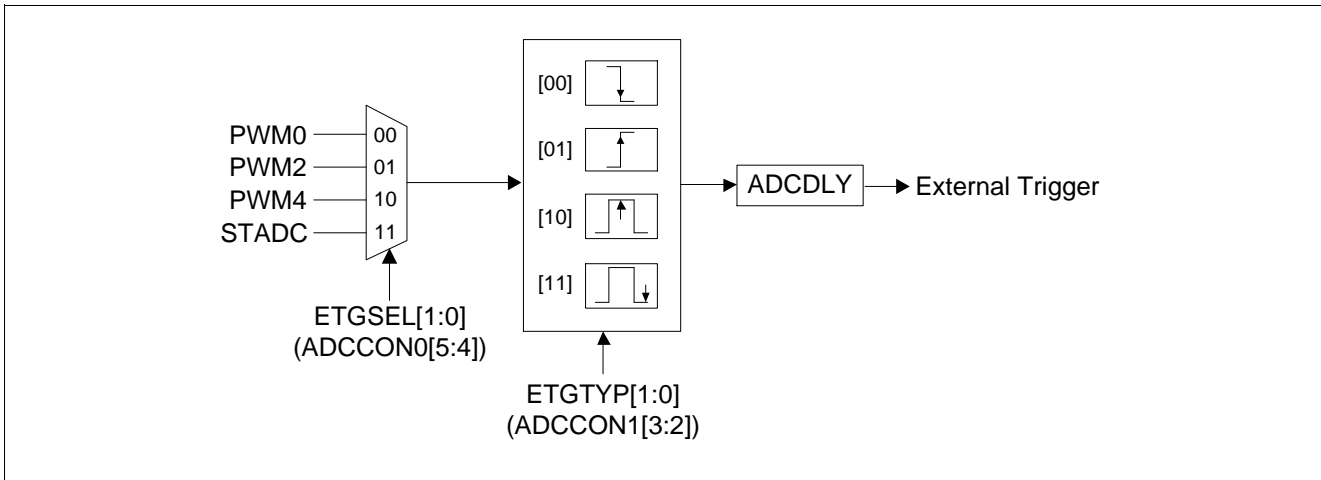 PWM0
PWM2
PWM4
STADC
00
01
10
11
ETGSEL[1:0]
(ADCCON0[5:4])
[00]
[01]
[10]
[11]
ETGTYP[1:0]
(ADCCON1[3:2])
ADCDLY
External Trigger